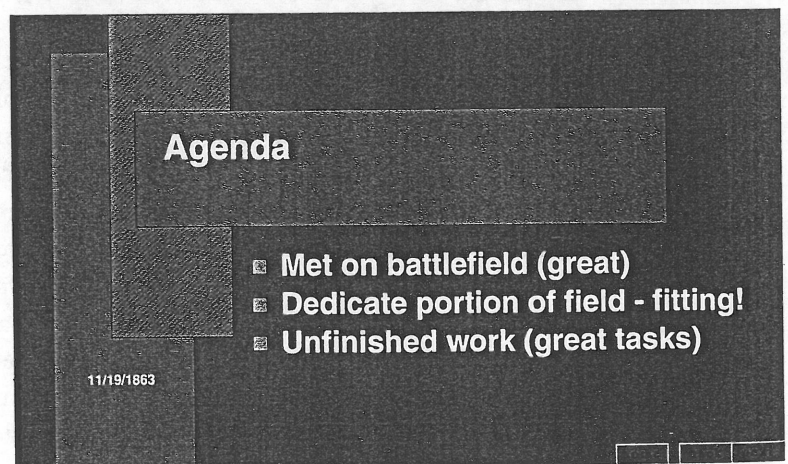 Agenda
Met on battlefield (great)
Dedicate portion of field - fitting!
Unfinished work (great tasks)
11/19/1863